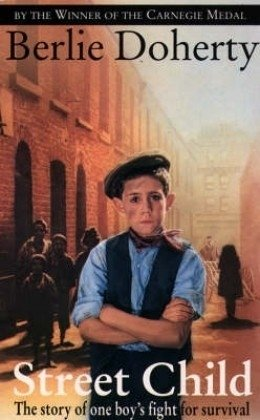 BY THE WINNER OF THE CARNEGIE MEDAL
Berlie Doherty
Street Child
The story of one boy's fight for survival